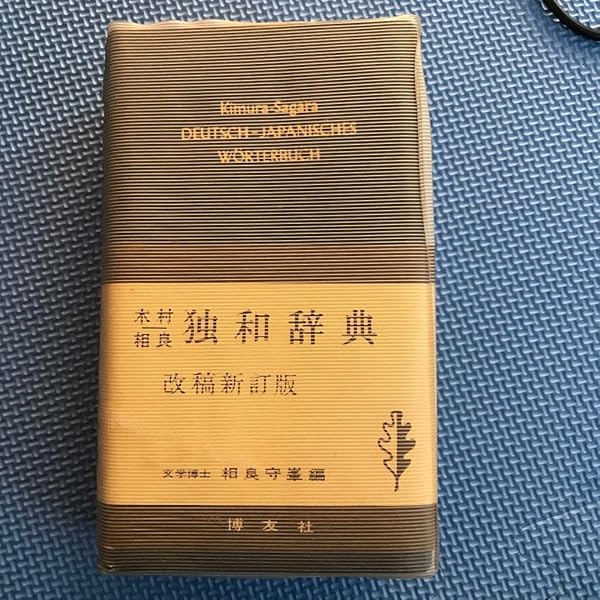 Kimura-Sagara
DEUTSCH-JAPANISCHES
WÖRTERBUCH
木村
相良
独和辞典
改稿新訂版
文学博士 相良守峯編
博友社